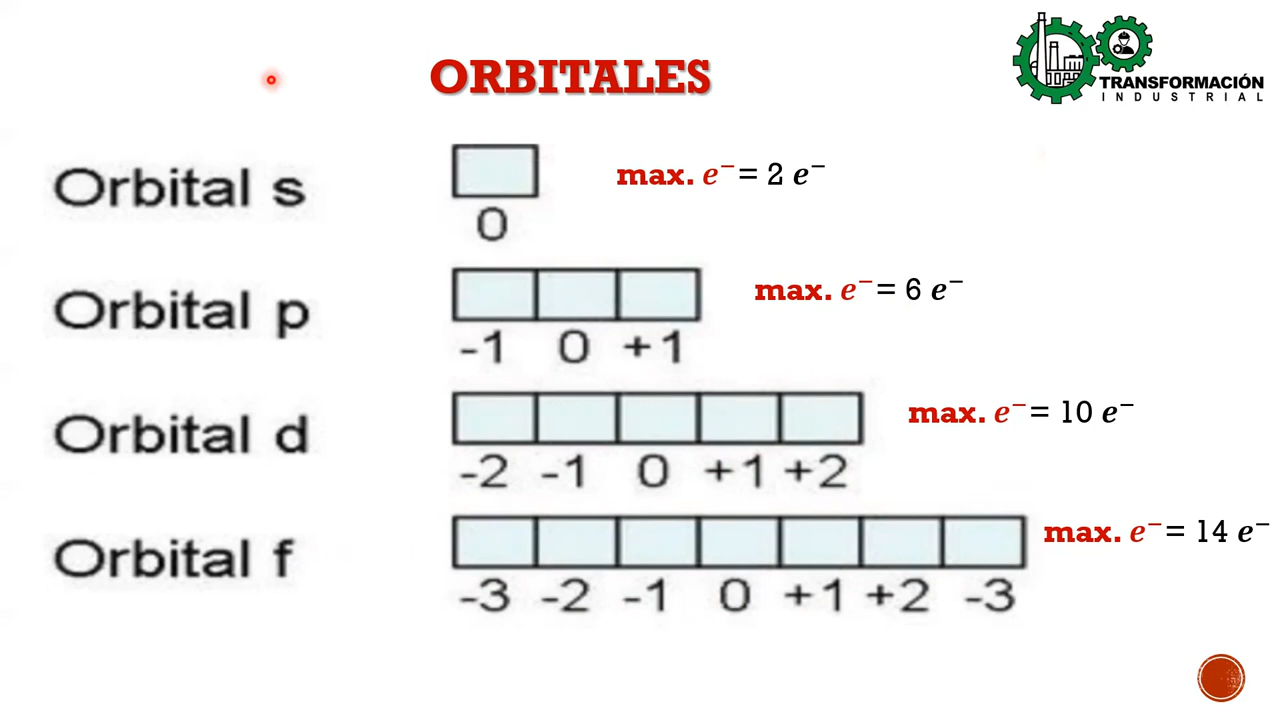 ORBITALES
TRANSFORMACIÓN
INDUSTRIAL
Orbital s
max. e⁻ = 2 e⁻
0
Orbital p
max. e⁻ = 6 e⁻
-1 0 +1
Orbital d
max. e⁻ = 10 e⁻
-2 -1 0 +1 +2
Orbital f
max. e⁻ = 14 e⁻
-3 -2 -1 0 +1 +2 -3